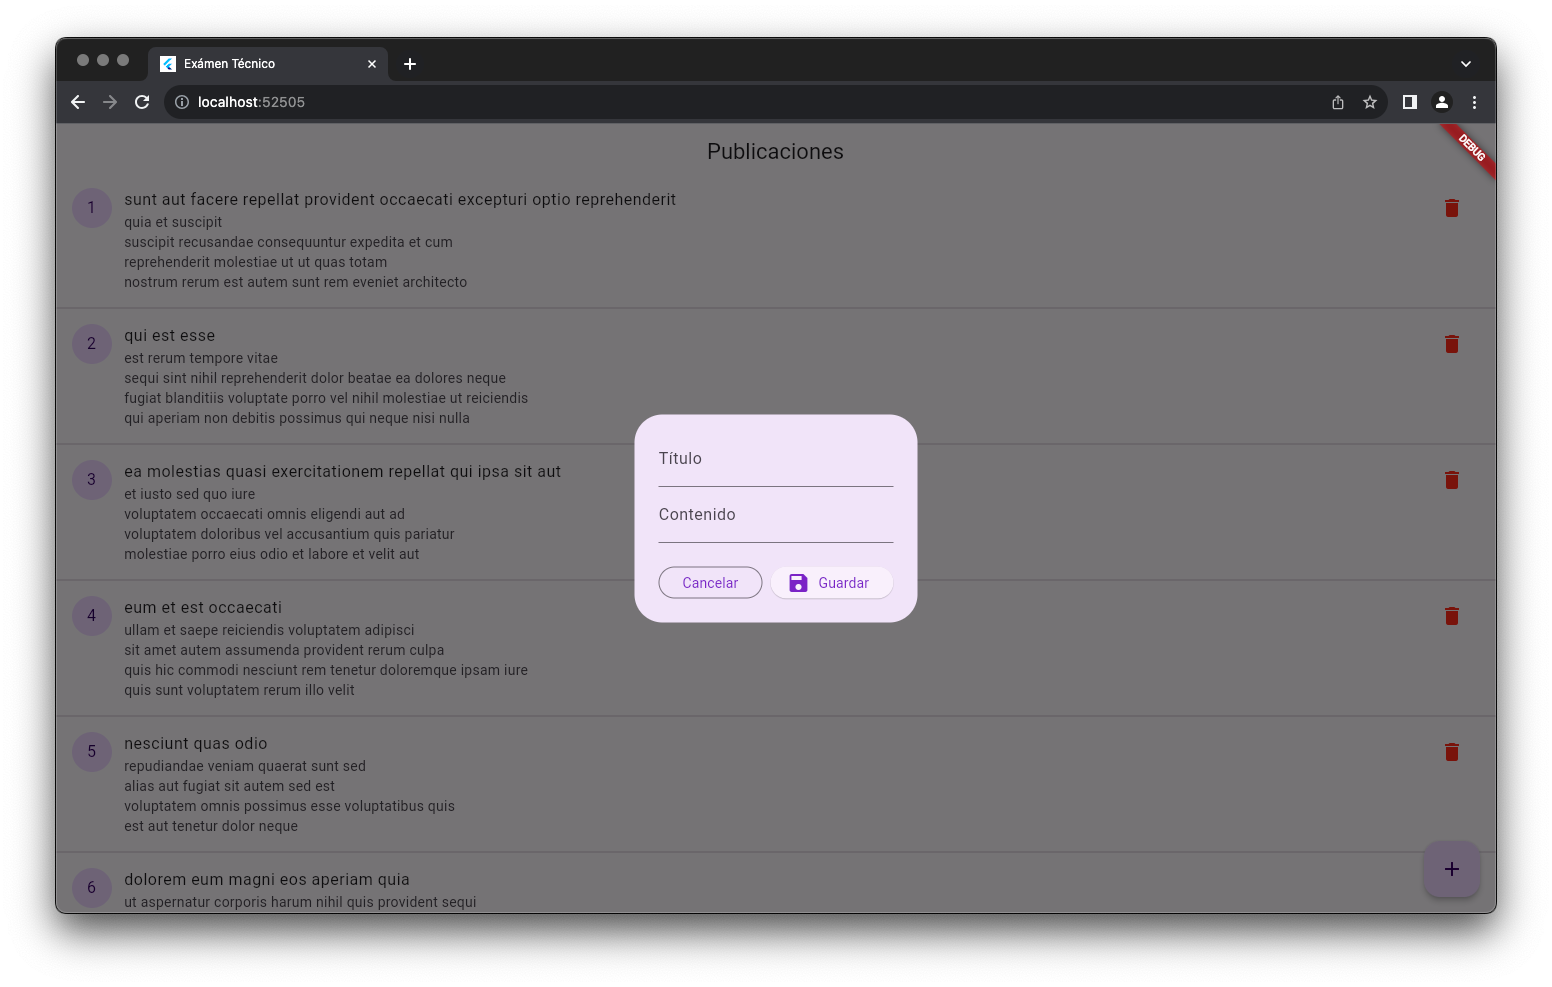 Exámen Técnico
localhost:52505
DEBUG
Publicaciones
1
sunt aut facere repellat provident occaecati excepturi optio reprehenderit
quia et suscipit
suscipit recusandae consequuntur expedita et cum
reprehenderit molestiae ut ut quas totam
nostrum rerum est autem sunt rem eveniet architecto
2
qui est esse
est rerum tempore vitae
sequi sint nihil reprehenderit dolor beatae ea dolores neque
fugiat blanditiis voluptate porro vel nihil molestiae ut reiciendis
qui aperiam non debitis possimus qui neque nisi nulla
3
ea molestias quasi exercitationem repellat qui ipsa sit aut
et iusto sed quo iure
voluptatem occaecati omnis eligendi aut ad
voluptatem doloribus vel accusantium quis pariatur
molestiae porro eius odio et labore et velit aut
4
eum et est occaecati
ullam et saepe reiciendis voluptatem adipisci
sit amet autem assumenda provident rerum culpa
quis hic commodi nesciunt rem tenetur doloremque ipsam iure
quis sunt voluptatem rerum illo velit
5
nesciunt quas odio
repudiandae veniam quaerat sunt sed
alias aut fugiat sit autem sed est
voluptatem omnis possimus esse voluptatibus quis
est aut tenetur dolor neque
6
dolorem eum magni eos aperiam quia
ut aspernatur corporis harum nihil quis provident sequi
Título
Contenido
Cancelar
Guardar